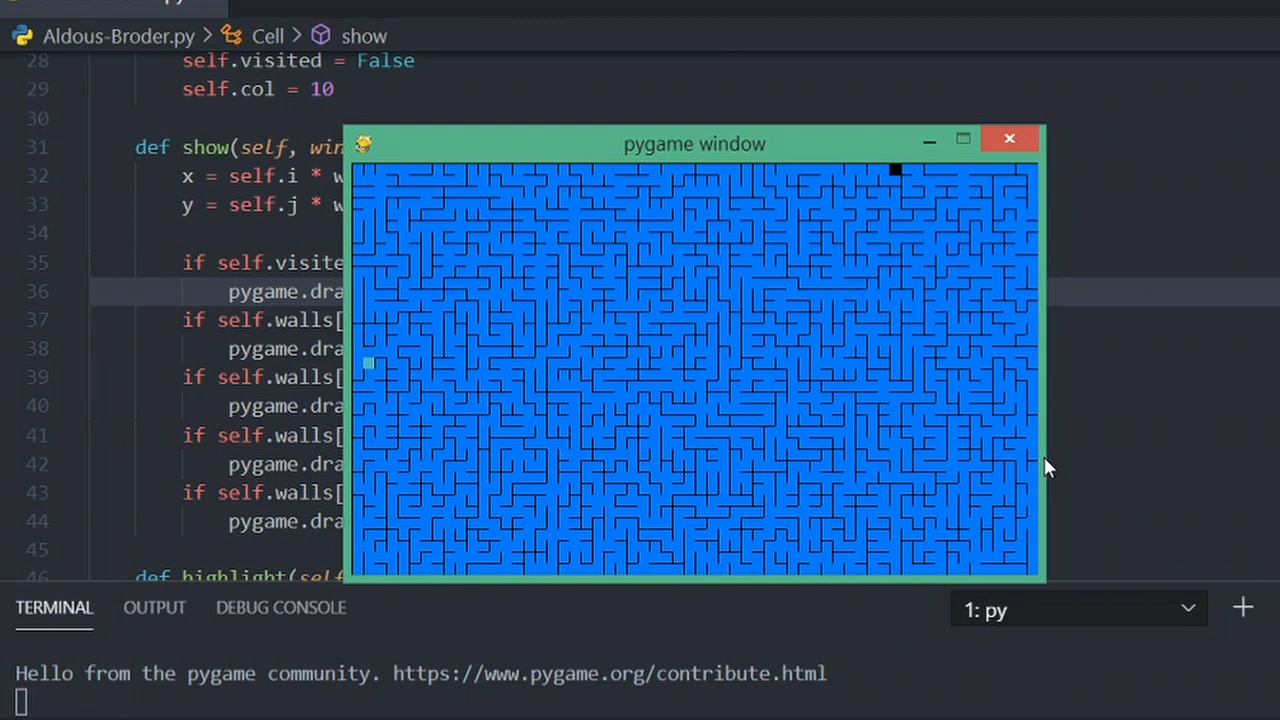 Aldous-Broder.py > Cell > show
28 self.visited = False
29 self.col = 10
30
31 def show(self, win
32 x = self.i * w
33 y = self.j * w
34
35 if self.visite
36 pygame.dra
37 if self.walls[
38 pygame.dra
39 if self.walls[
40 pygame.dra
41 if self.walls[
42 pygame.dra
43 if self.walls[
44 pygame.dra
45
46 def highlight(self
pygame window
TERMINAL OUTPUT DEBUG CONSOLE 1: py
Hello from the pygame community. https://www.pygame.org/contribute.html